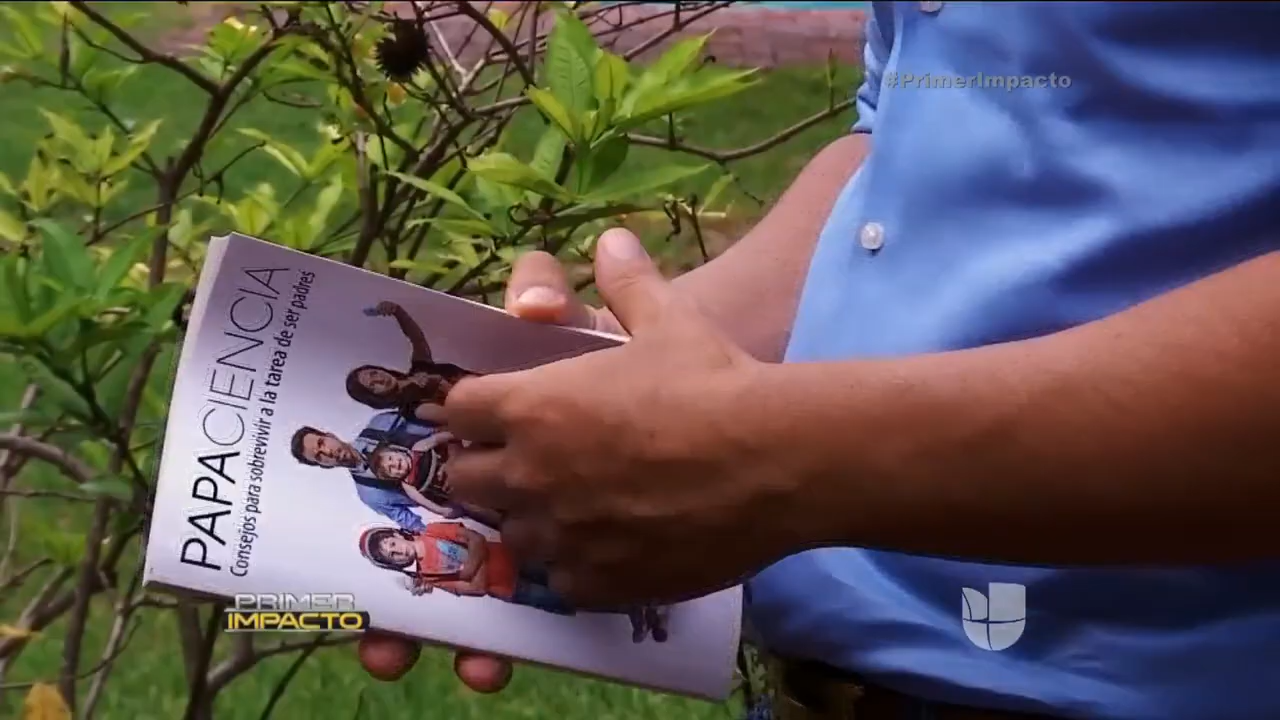 #PrimerImpacto
PAPACIENCIA
Consejos para sobrevivir a la tarea de ser padres
PRIMER
IMPACTO